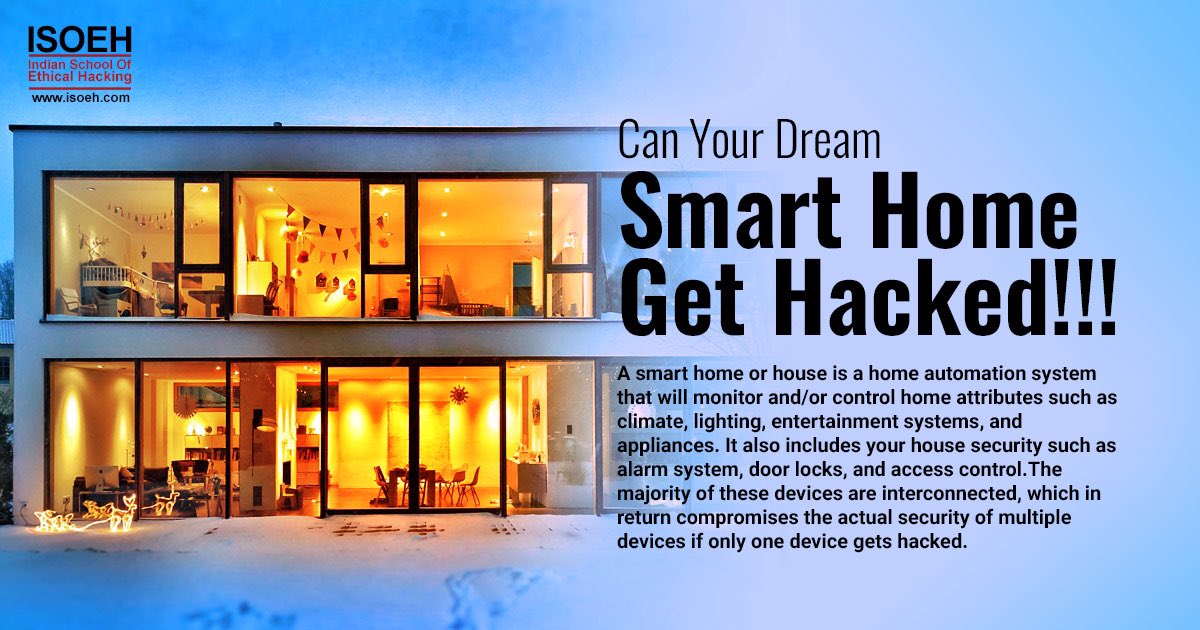 ISOEH
Indian School Of
Ethical Hacking
www.isoeh.com
Can Your Dream
Smart Home
Get Hacked!!!
A smart home or house is a home automation system
that will monitor and/or control home attributes such as
climate, lighting, entertainment systems, and
appliances. It also includes your house security such as
alarm system, door locks, and access control.The
majority of these devices are interconnected, which in
return compromises the actual security of multiple
devices if only one device gets hacked.